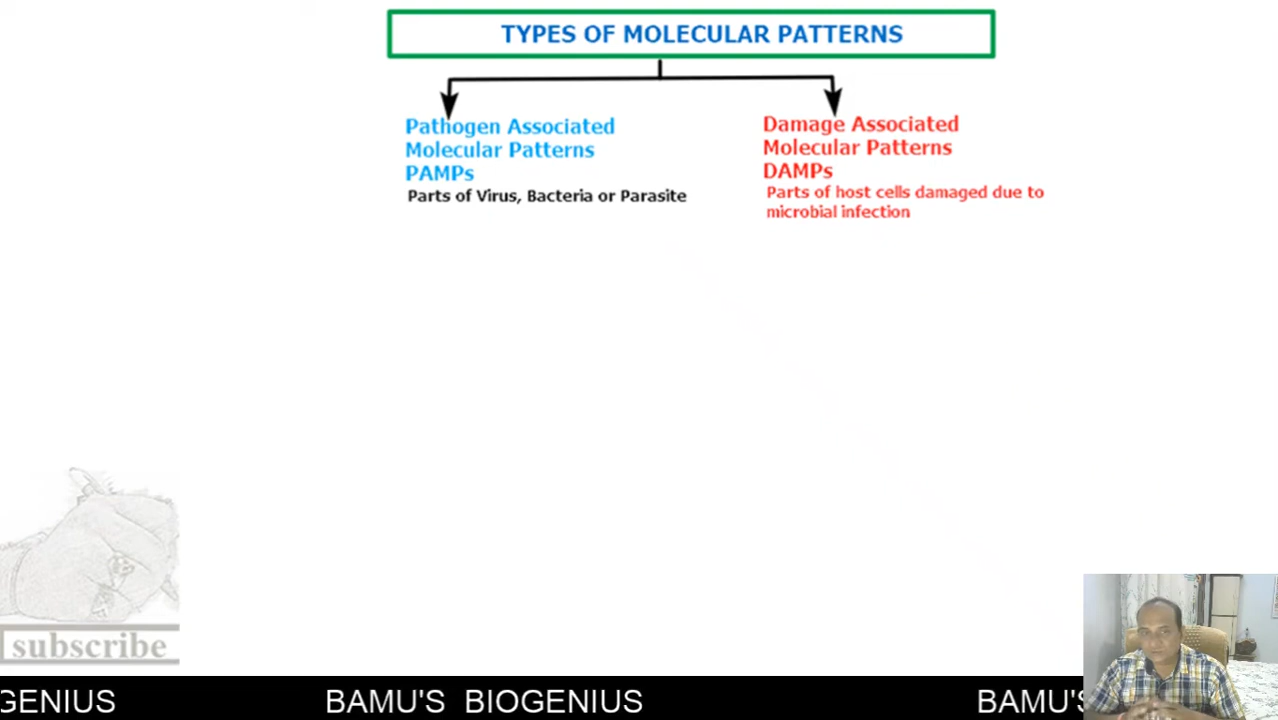 TYPES OF MOLECULAR PATTERNS
Pathogen Associated
Molecular Patterns
PAMPs
Parts of Virus, Bacteria or Parasite
Damage Associated
Molecular Patterns
DAMPs
Parts of host cells damaged due to
microbial infection
subscribe
GENIUS BAMU'S BIOGENIUS BAMU'S